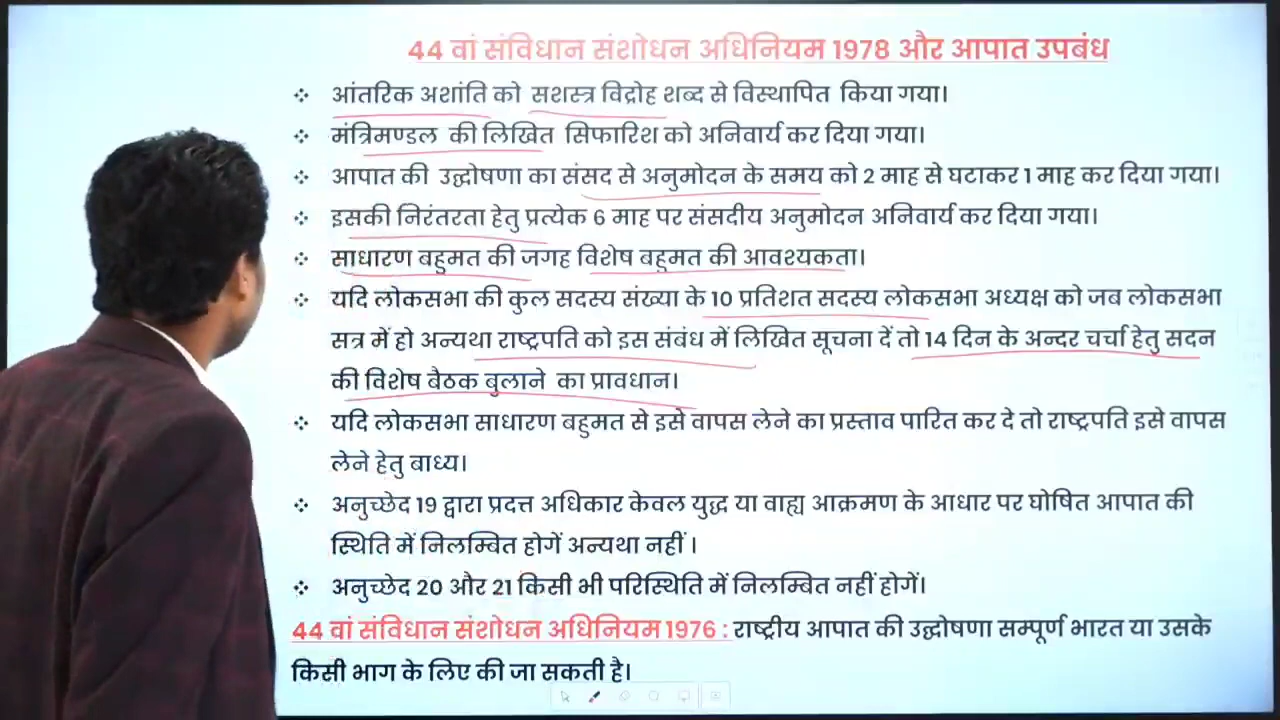 44 वां संविधान संशोधन अधिनियम 1978 और आपात उपबंध
आंतरिक अशांति को सशस्त्र विद्रोह शब्द से विस्थापित किया गया।
मंत्रिमण्डल की लिखित सिफारिश को अनिवार्य कर दिया गया।
आपात की उद्घोषणा का संसद से अनुमोदन के समय को 2 माह से घटाकर 1 माह कर दिया गया।
इसकी निरंतरता हेतु प्रत्येक 6 माह पर संसदीय अनुमोदन अनिवार्य कर दिया गया।
साधारण बहुमत की जगह विशेष बहुमत की आवश्यकता।
यदि लोकसभा की कुल सदस्य संख्या के 10 प्रतिशत सदस्य लोकसभा अध्यक्ष को जब लोकसभा
सत्र में हो अन्यथा राष्ट्रपति को इस संबंध में लिखित सूचना दें तो 14 दिन के अन्दर चर्चा हेतु सदन
की विशेष बैठक बुलाने का प्रावधान।
यदि लोकसभा साधारण बहुमत से इसे वापस लेने का प्रस्ताव पारित कर दे तो राष्ट्रपति इसे वापस
लेने हेतु बाध्य।
अनुच्छेद 19 द्वारा प्रदत्त अधिकार केवल युद्ध या वाह्य आक्रमण के आधार पर घोषित आपात की
स्थिति में निलम्बित होगें अन्यथा नहीं ।
अनुच्छेद 20 और 21 किसी भी परिस्थिति में निलम्बित नहीं होगें।
44 वां संविधान संशोधन अधिनियम 1976 : राष्ट्रीय आपात की उद्घोषणा सम्पूर्ण भारत या उसके
किसी भाग के लिए की जा सकती है।